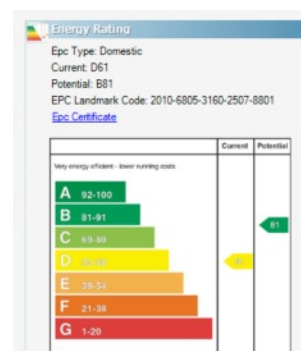 Energy Rating
Epc Type: Domestic
Current: D61
Potential: B81
EPC Landmark Code: 2010-6805-3160-2507-8801
Epc Certificate
Current Potential
Very energy efficient - lower running costs
A 92-100
B 81-91
81
C 69-80
D
E 39-54
F 21-38
G 1-20